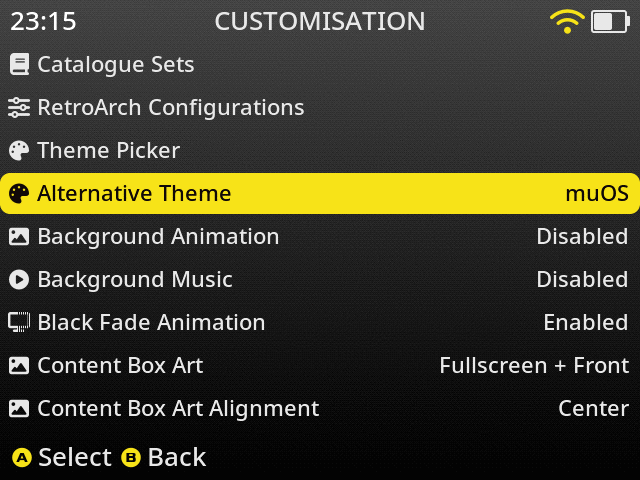 23:15 CUSTOMISATION
Catalogue Sets
RetroArch Configurations
Theme Picker
Alternative Theme muOS
Background Animation Disabled
Background Music Disabled
Black Fade Animation Enabled
Content Box Art Fullscreen + Front
Content Box Art Alignment Center
A Select B Back